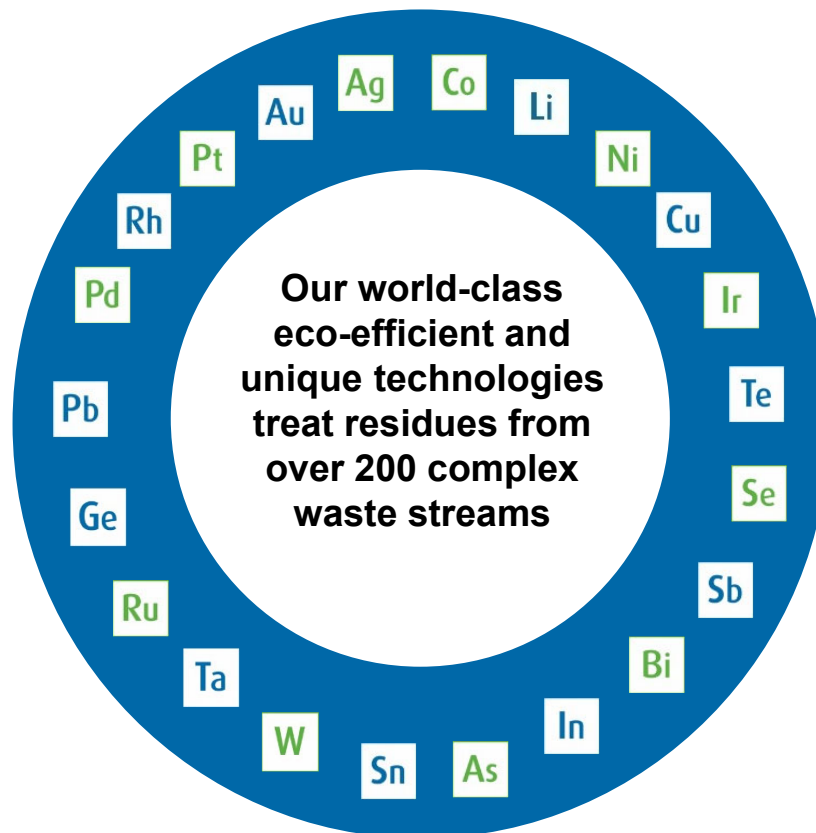 Ag
Co
Li
Ni
Cu
Ir
Te
Se
Sb
Bi
In
As
Sn
W
Ta
Ru
Ge
Pb
Pd
Rh
Pt
Au
Our world-class
eco-efficient and
unique technologies
treat residues from
over 200 complex
waste streams